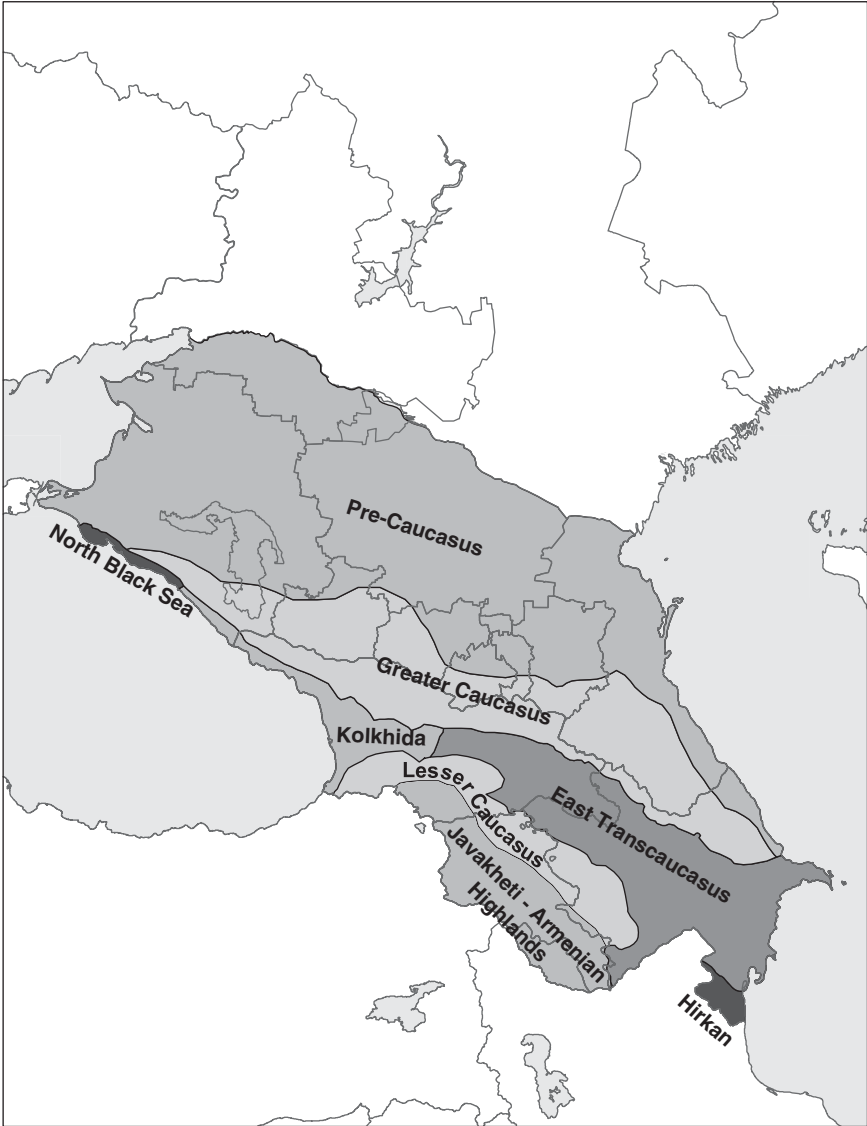 Pre-Caucasus
North Black Sea
Greater Caucasus
Kolkhida
Lesser Caucasus
East Transcaucasus
Javakheti - Armenian
Highlands
Hirkan